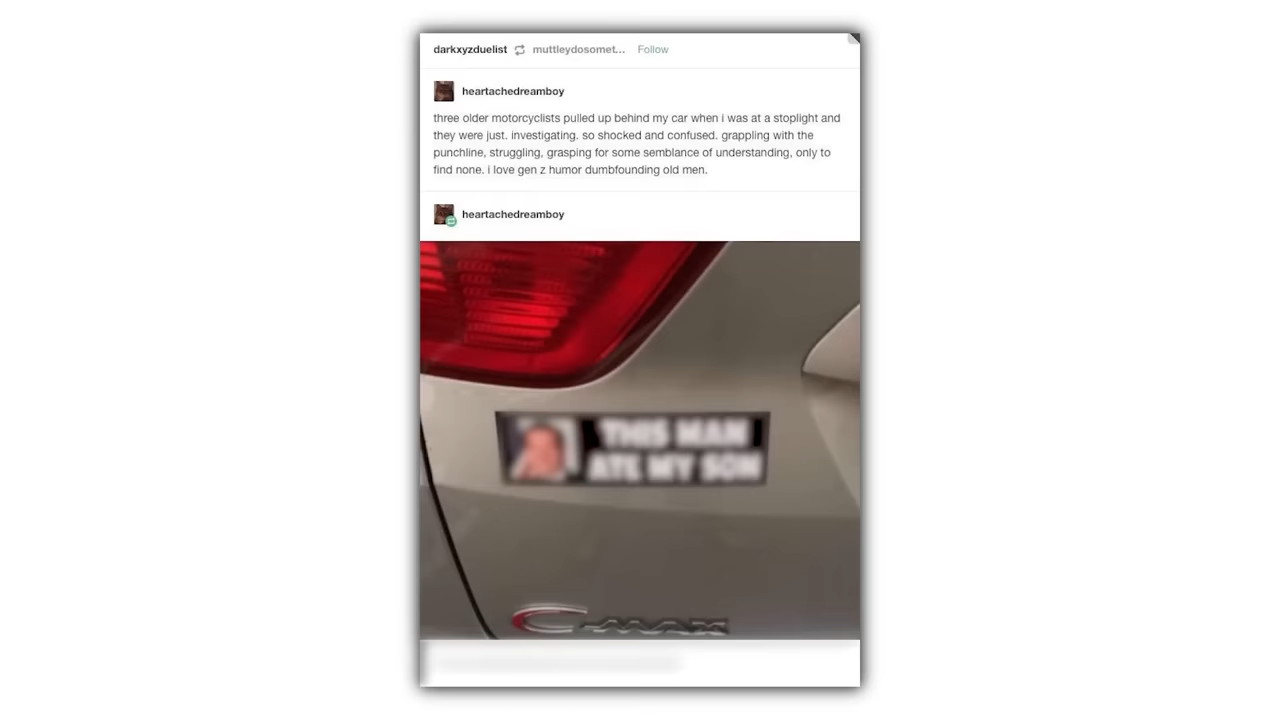 darkxyzduelist muttleydosomet... Follow
heartachedreamboy
three older motorcyclists pulled up behind my car when i was at a stoplight and
they were just. investigating. so shocked and confused. grappling with the
punchline, struggling, grasping for some semblance of understanding, only to
find none. i love gen z humor dumbfounding old men.
heartachedreamboy
THIS MAN
ATE MY SON
C-MAX